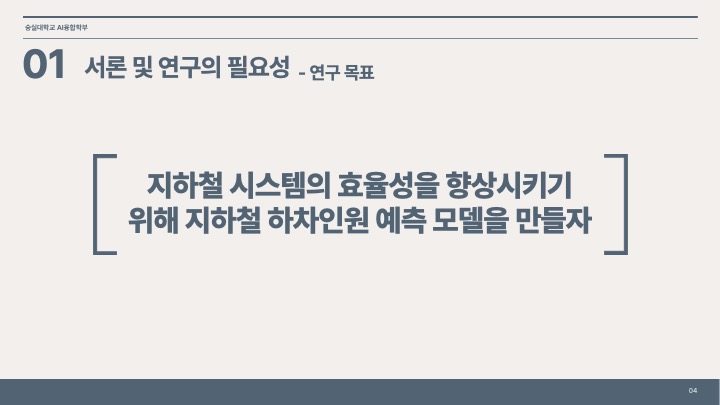 숭실대학교 AI융합학부
01 서론 및 연구의 필요성 - 연구 목표
지하철 시스템의 효율성을 향상시키기
위해 지하철 하차인원 예측 모델을 만들자
04